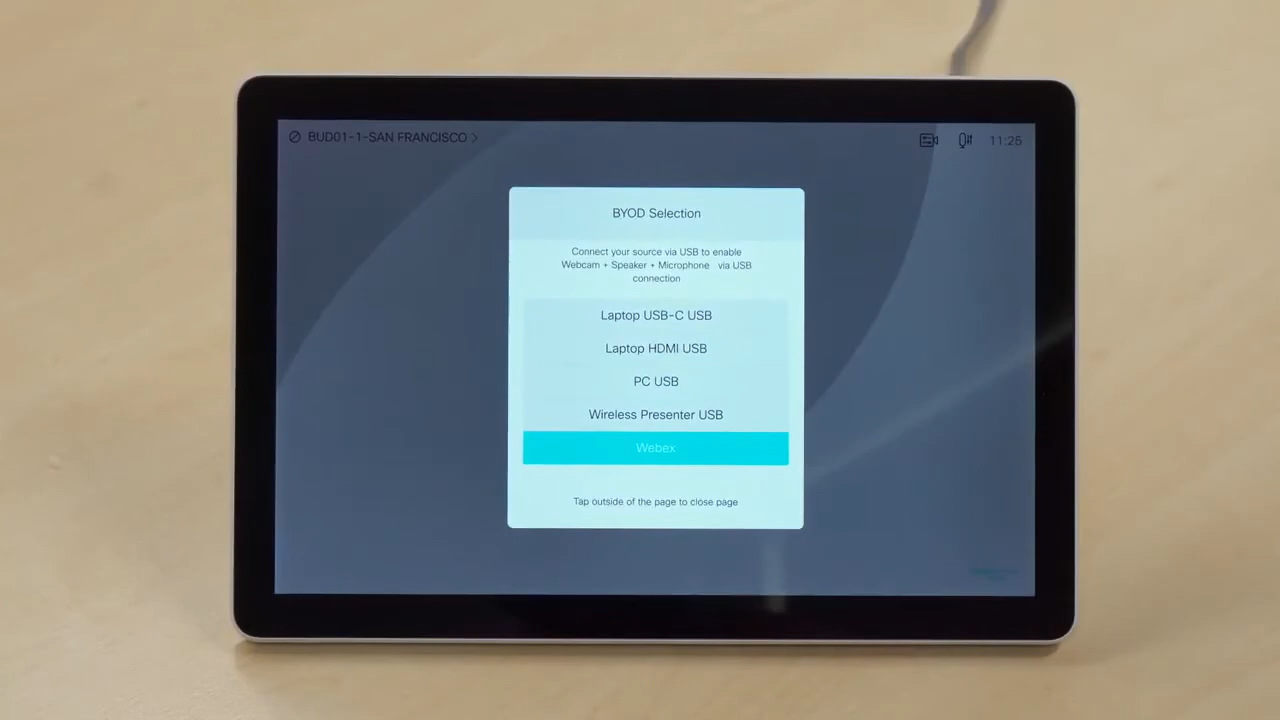 BUD01-1-SAN FRANCISCO >
11:25
BYOD Selection
Connect your source via USB to enable
Webcam + Speaker + Microphone via USB
connection
Laptop USB-C USB
Laptop HDMI USB
PC USB
Wireless Presenter USB
Webex
Tap outside of the page to close page